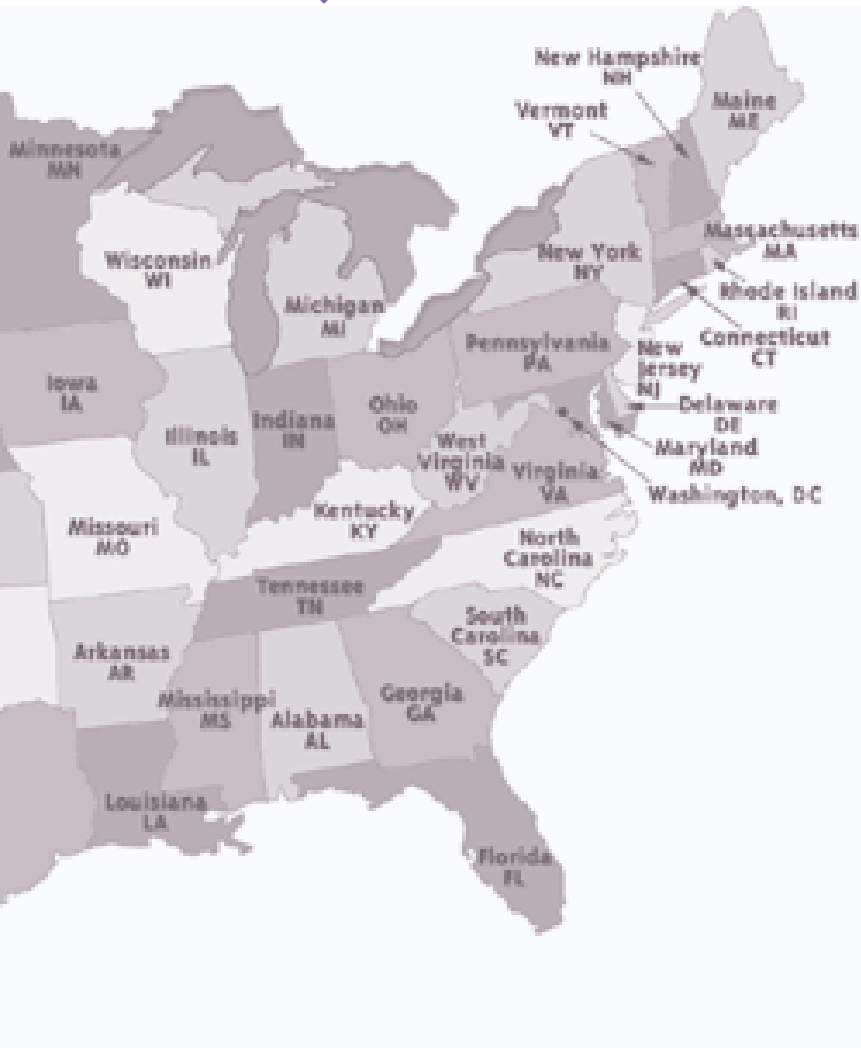 New Hampshire
NH
Maine
ME
Vermont
VT
Minnesota
MN
Massachusetts
MA
New York
NY
Wisconsin
WI
Rhode Island
RI
Michigan
MI
Connecticut
CT
Pennsylvania
PA
New
Jersey
NJ
Iowa
IA
Ohio
OH
Delaware
DE
Indiana
IN
Illinois
IL
West
Virginia
WV
Maryland
MD
Virginia
VA
Washington, DC
Kentucky
KY
Missouri
MO
North
Carolina
NC
Tennessee
TN
South
Carolina
SC
Arkansas
AR
Mississippi
MS
Alabama
AL
Georgia
GA
Louisiana
LA
Florida
FL